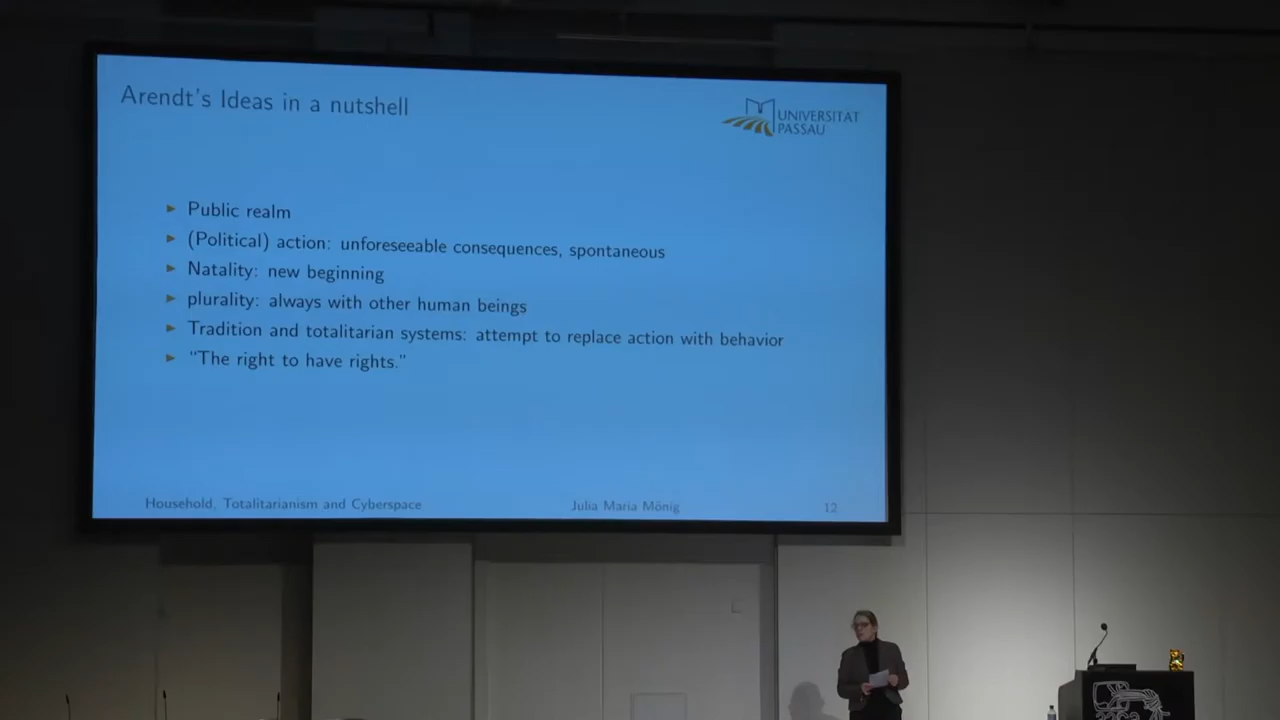 Arendt's Ideas in a nutshell
UNIVERSITÄT
PASSAU
Public realm
(Political) action: unforeseeable consequences, spontaneous
Natality: new beginning
plurality: always with other human beings
Tradition and totalitarian systems: attempt to replace action with behavior
"The right to have rights."
Household, Totalitarianism and Cyberspace
Julia Maria Mönig
12